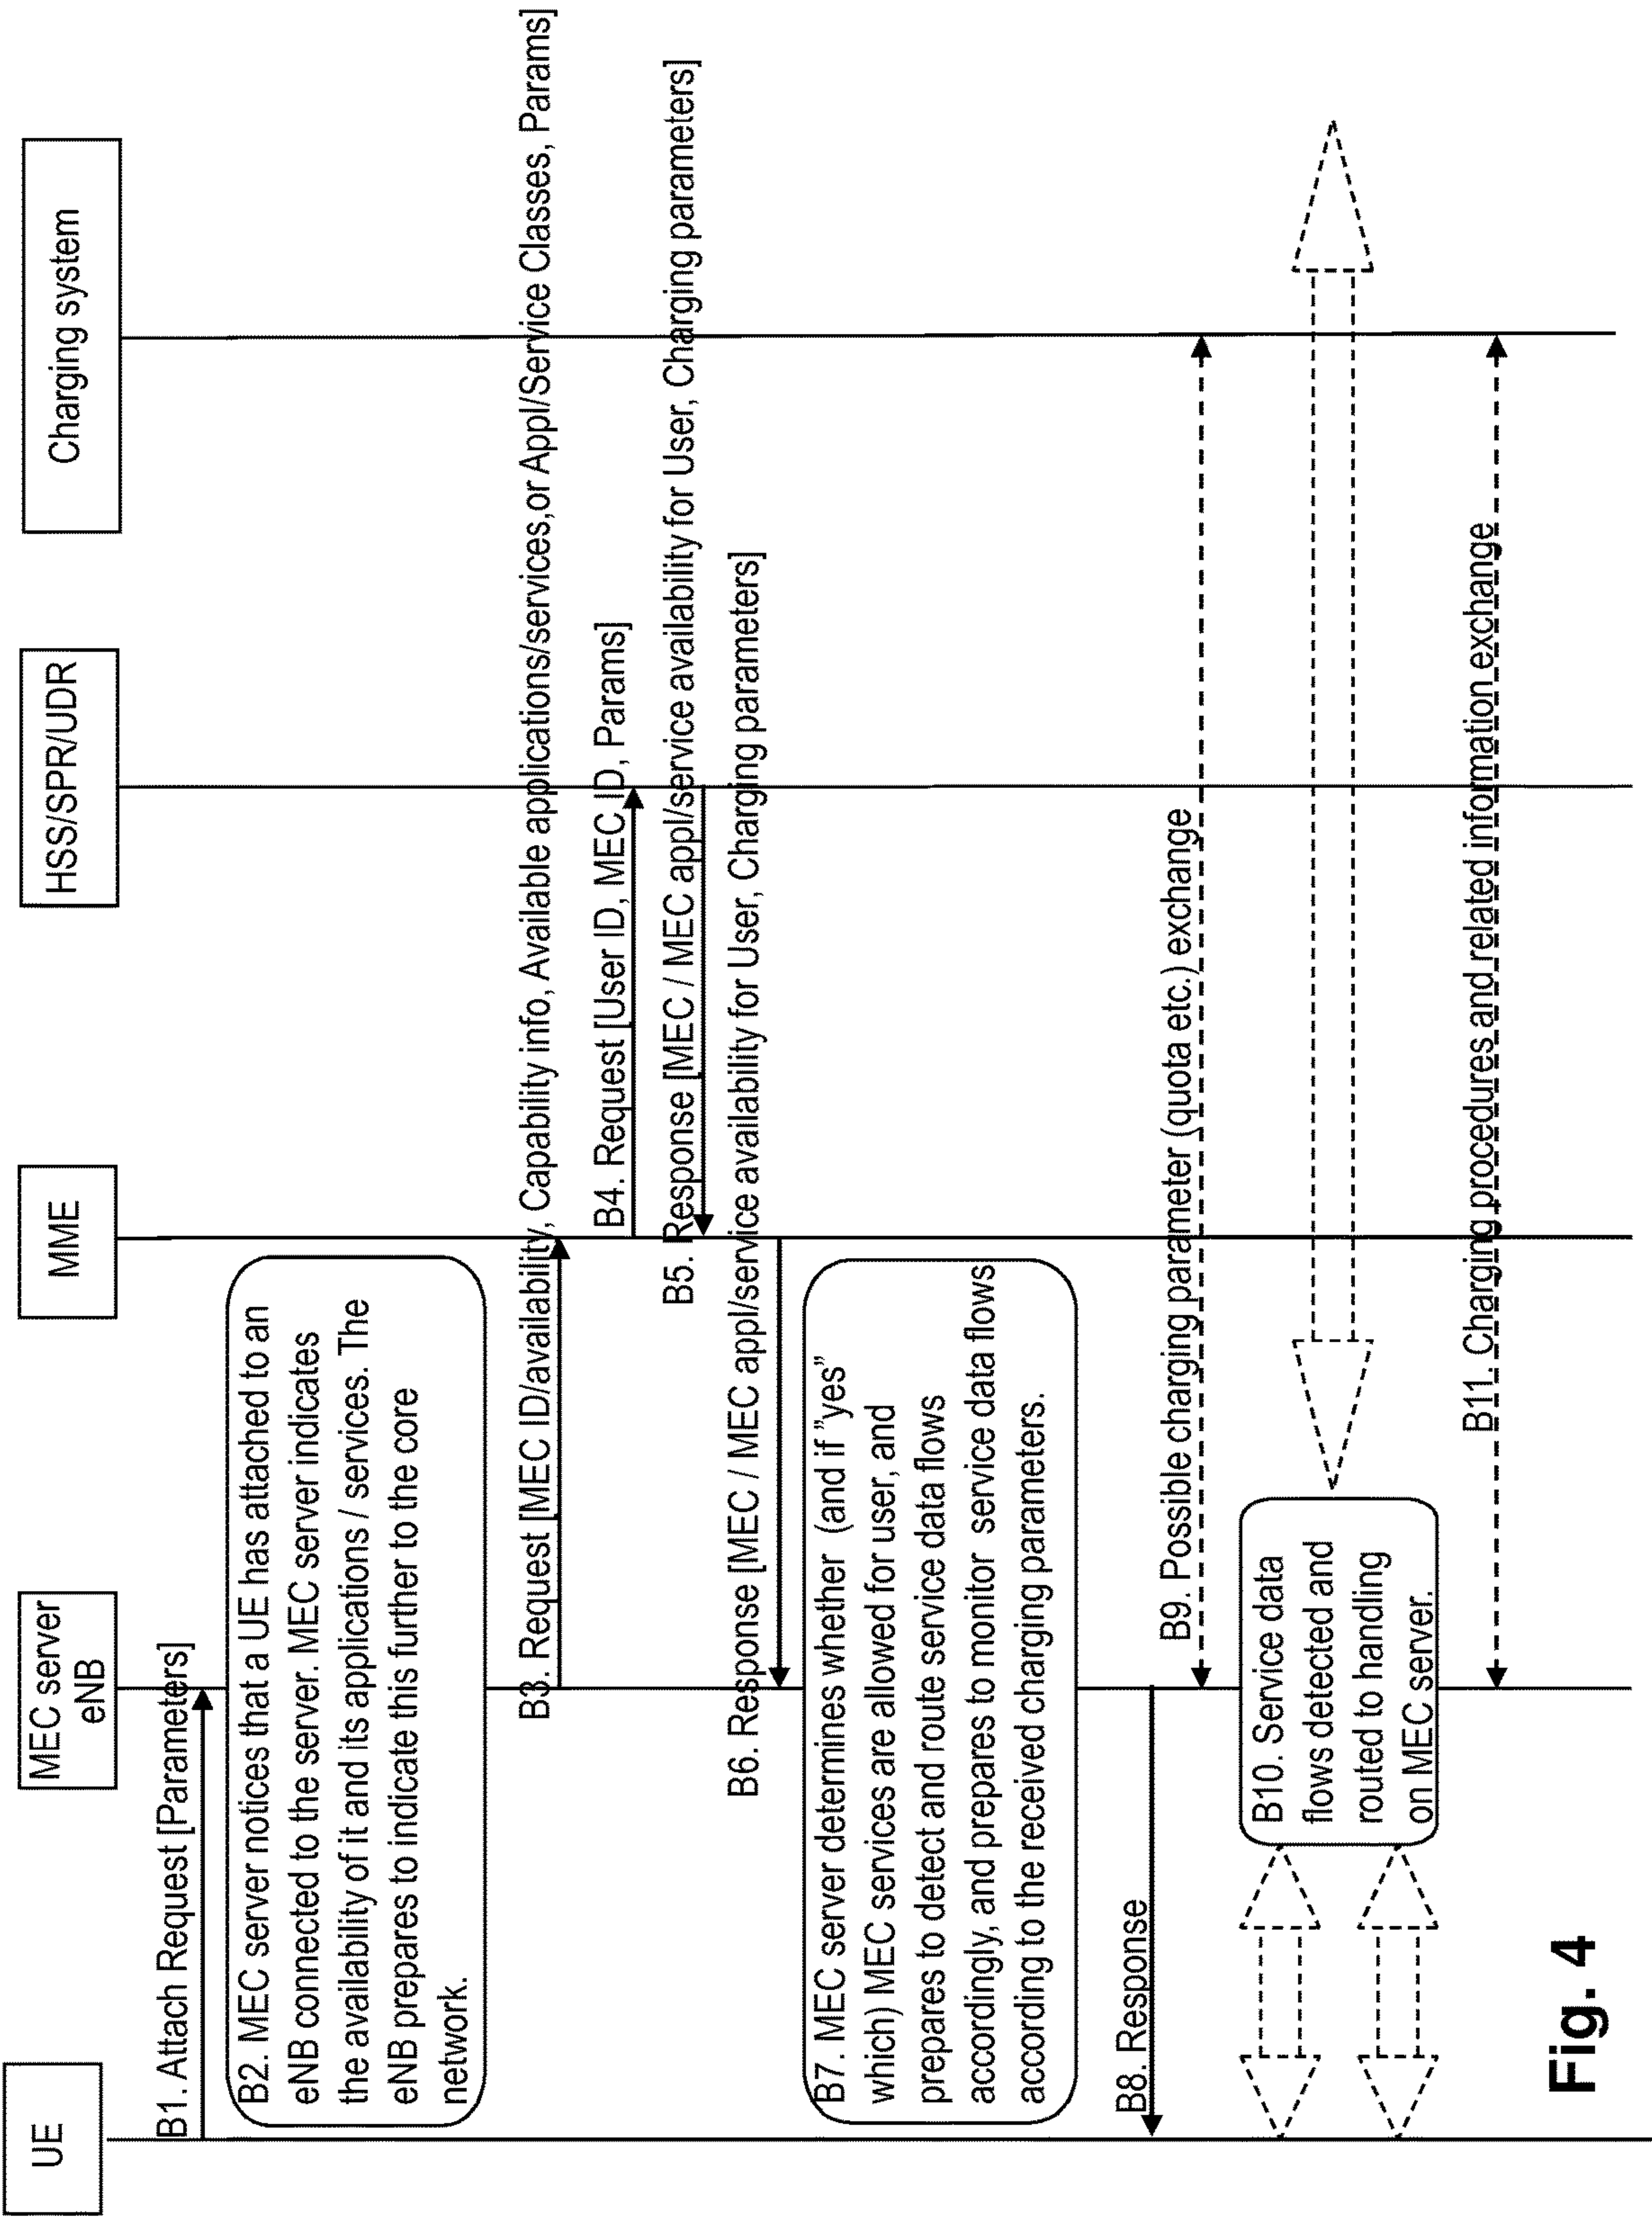 UE
MEC server
eNB
MME
HSS/SPR/UDR
Charging system
B1. Attach Request [Parameters]
B2. MEC server notices that a UE has attached to an
eNB connected to the server. MEC server indicates
the availability of it and its applications / services. The
eNB prepares to indicate this further to the core
network.
B3. Request [MEC ID/availability, Capability info, Available applications/services,or Appl/Service Classes, Params]
B4. Request [User ID, MEC ID, Params]
B5. Response [MEC / MEC appl/service availability for User, Charging parameters]
B6. Response [MEC / MEC appl/service availability for User, Charging parameters]
B7. MEC server determines whether (and if ”yes”
which) MEC services are allowed for user, and
prepares to detect and route service data flows
accordingly, and prepares to monitor service data flows
according to the received charging parameters.
B8. Response
B9. Possible charging parameter (quota etc.) exchange
B10. Service data
flows detected and
routed to handling
on MEC server.
B11. Charging procedures and related information exchange
Fig. 4